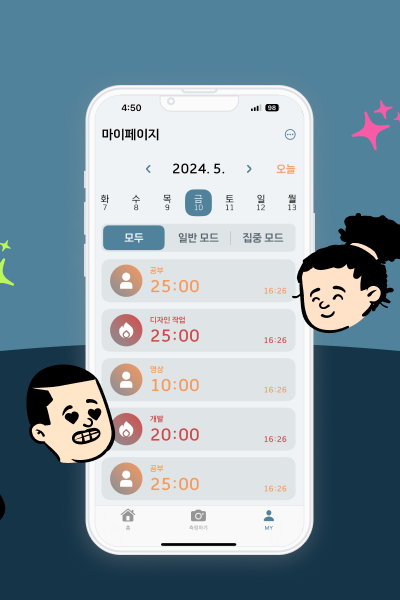 4:50
98
마이페이지
2024. 5.
오늘
화 수 목 금 토 일 월
7 8 9 10 11 12 13
모두 일반 모드 집중 모드
공부
25:00 16:26
디자인 작업
25:00 16:26
명상
10:00 16:26
개발
20:00 16:26
공부
25:00 16:26
홈 측정하기 MY